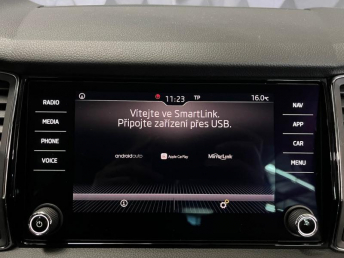 11:23 TP 16.0°C
RADIO
MEDIA
PHONE
VOICE
Vítejte ve SmartLink.
Připojte zařízení přes USB.
androidauto Apple CarPlay MirrorLink
NAV
APP
CAR
MENU